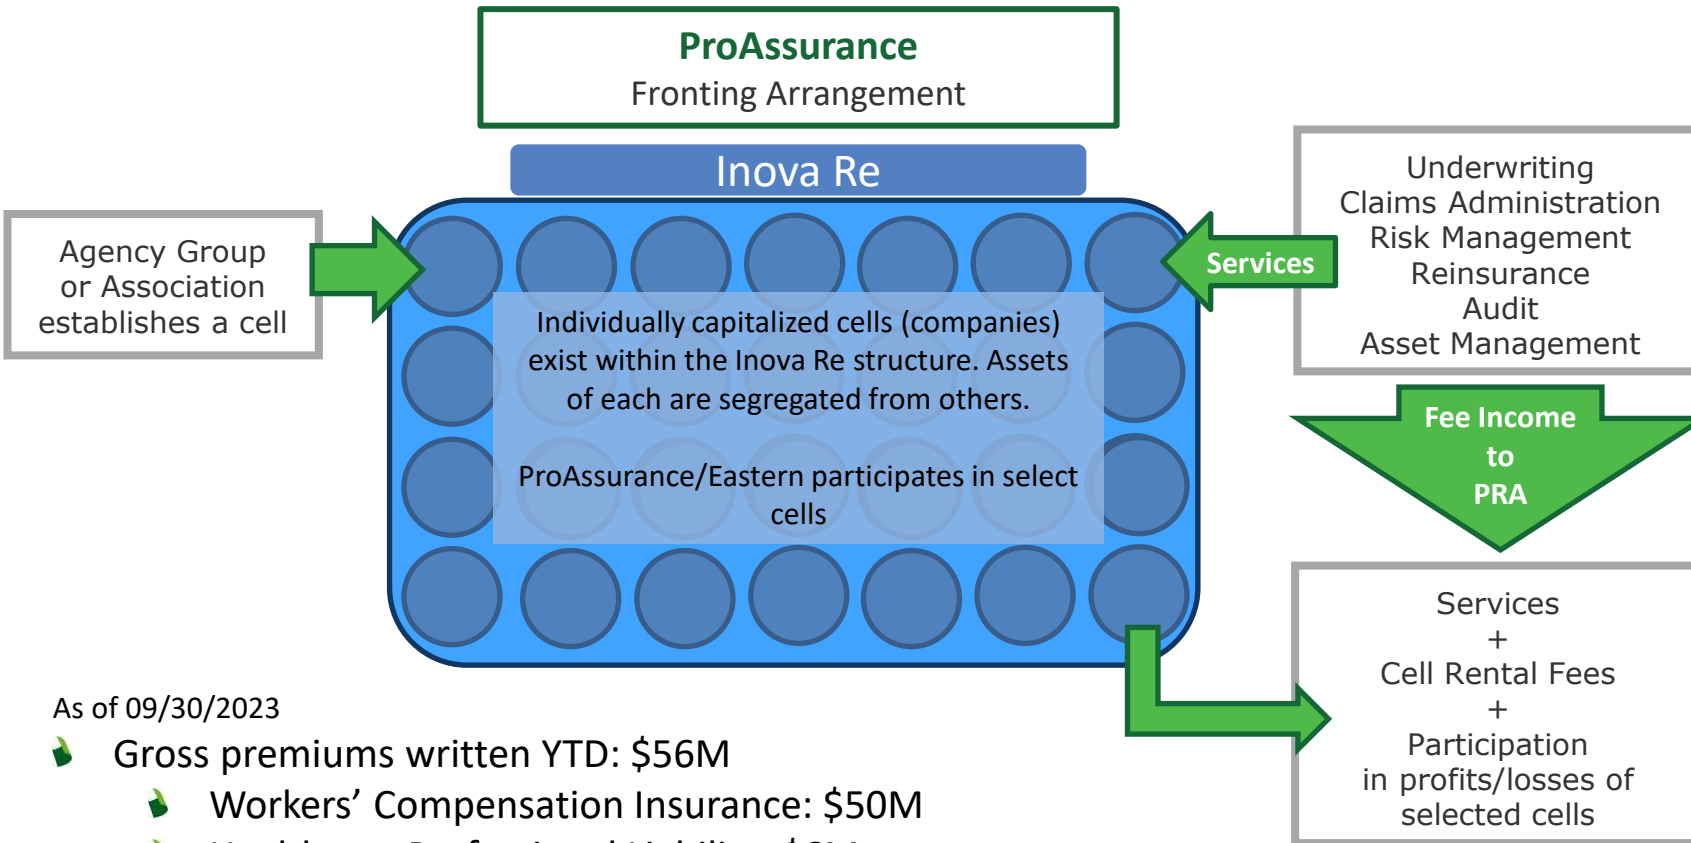 ProAssurance
Fronting Arrangement
Inova Re
Agency Group
or Association
establishes a cell
Individually capitalized cells (companies)
exist within the Inova Re structure. Assets
of each are segregated from others.
ProAssurance/Eastern participates in select
cells
Services
Underwriting
Claims Administration
Risk Management
Reinsurance
Audit
Asset Management
Fee Income
to
PRA
Services
+
Cell Rental Fees
+
Participation
in profits/losses of
selected cells
As of 09/30/2023
Gross premiums written YTD: $56M
Workers’ Compensation Insurance: $50M